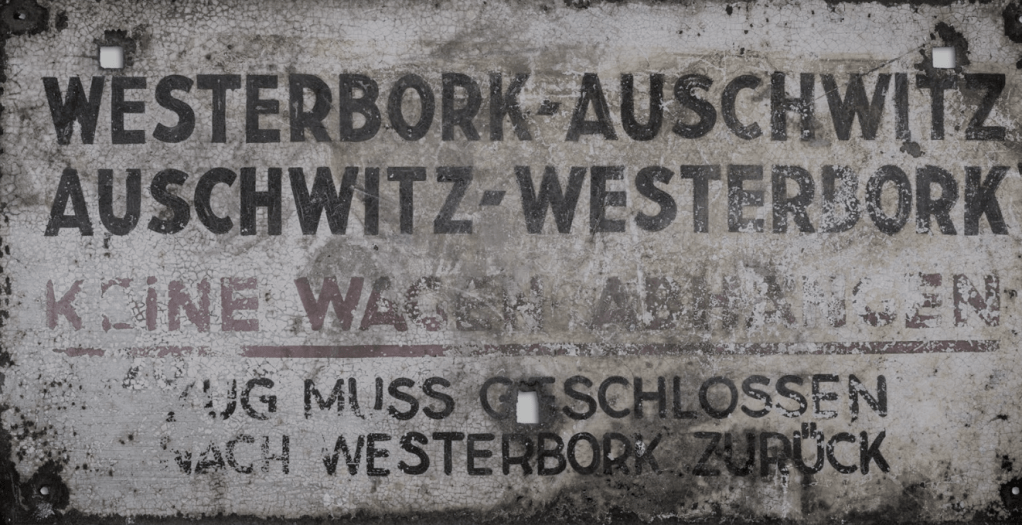 WESTERBORK-AUSCHWITZ
AUSCHWITZ-WESTERBORK
KEINE WAGEN ABHÄNGEN
ZUG MUSS GESCHLOSSEN
NACH WESTERBORK ZURÜCK